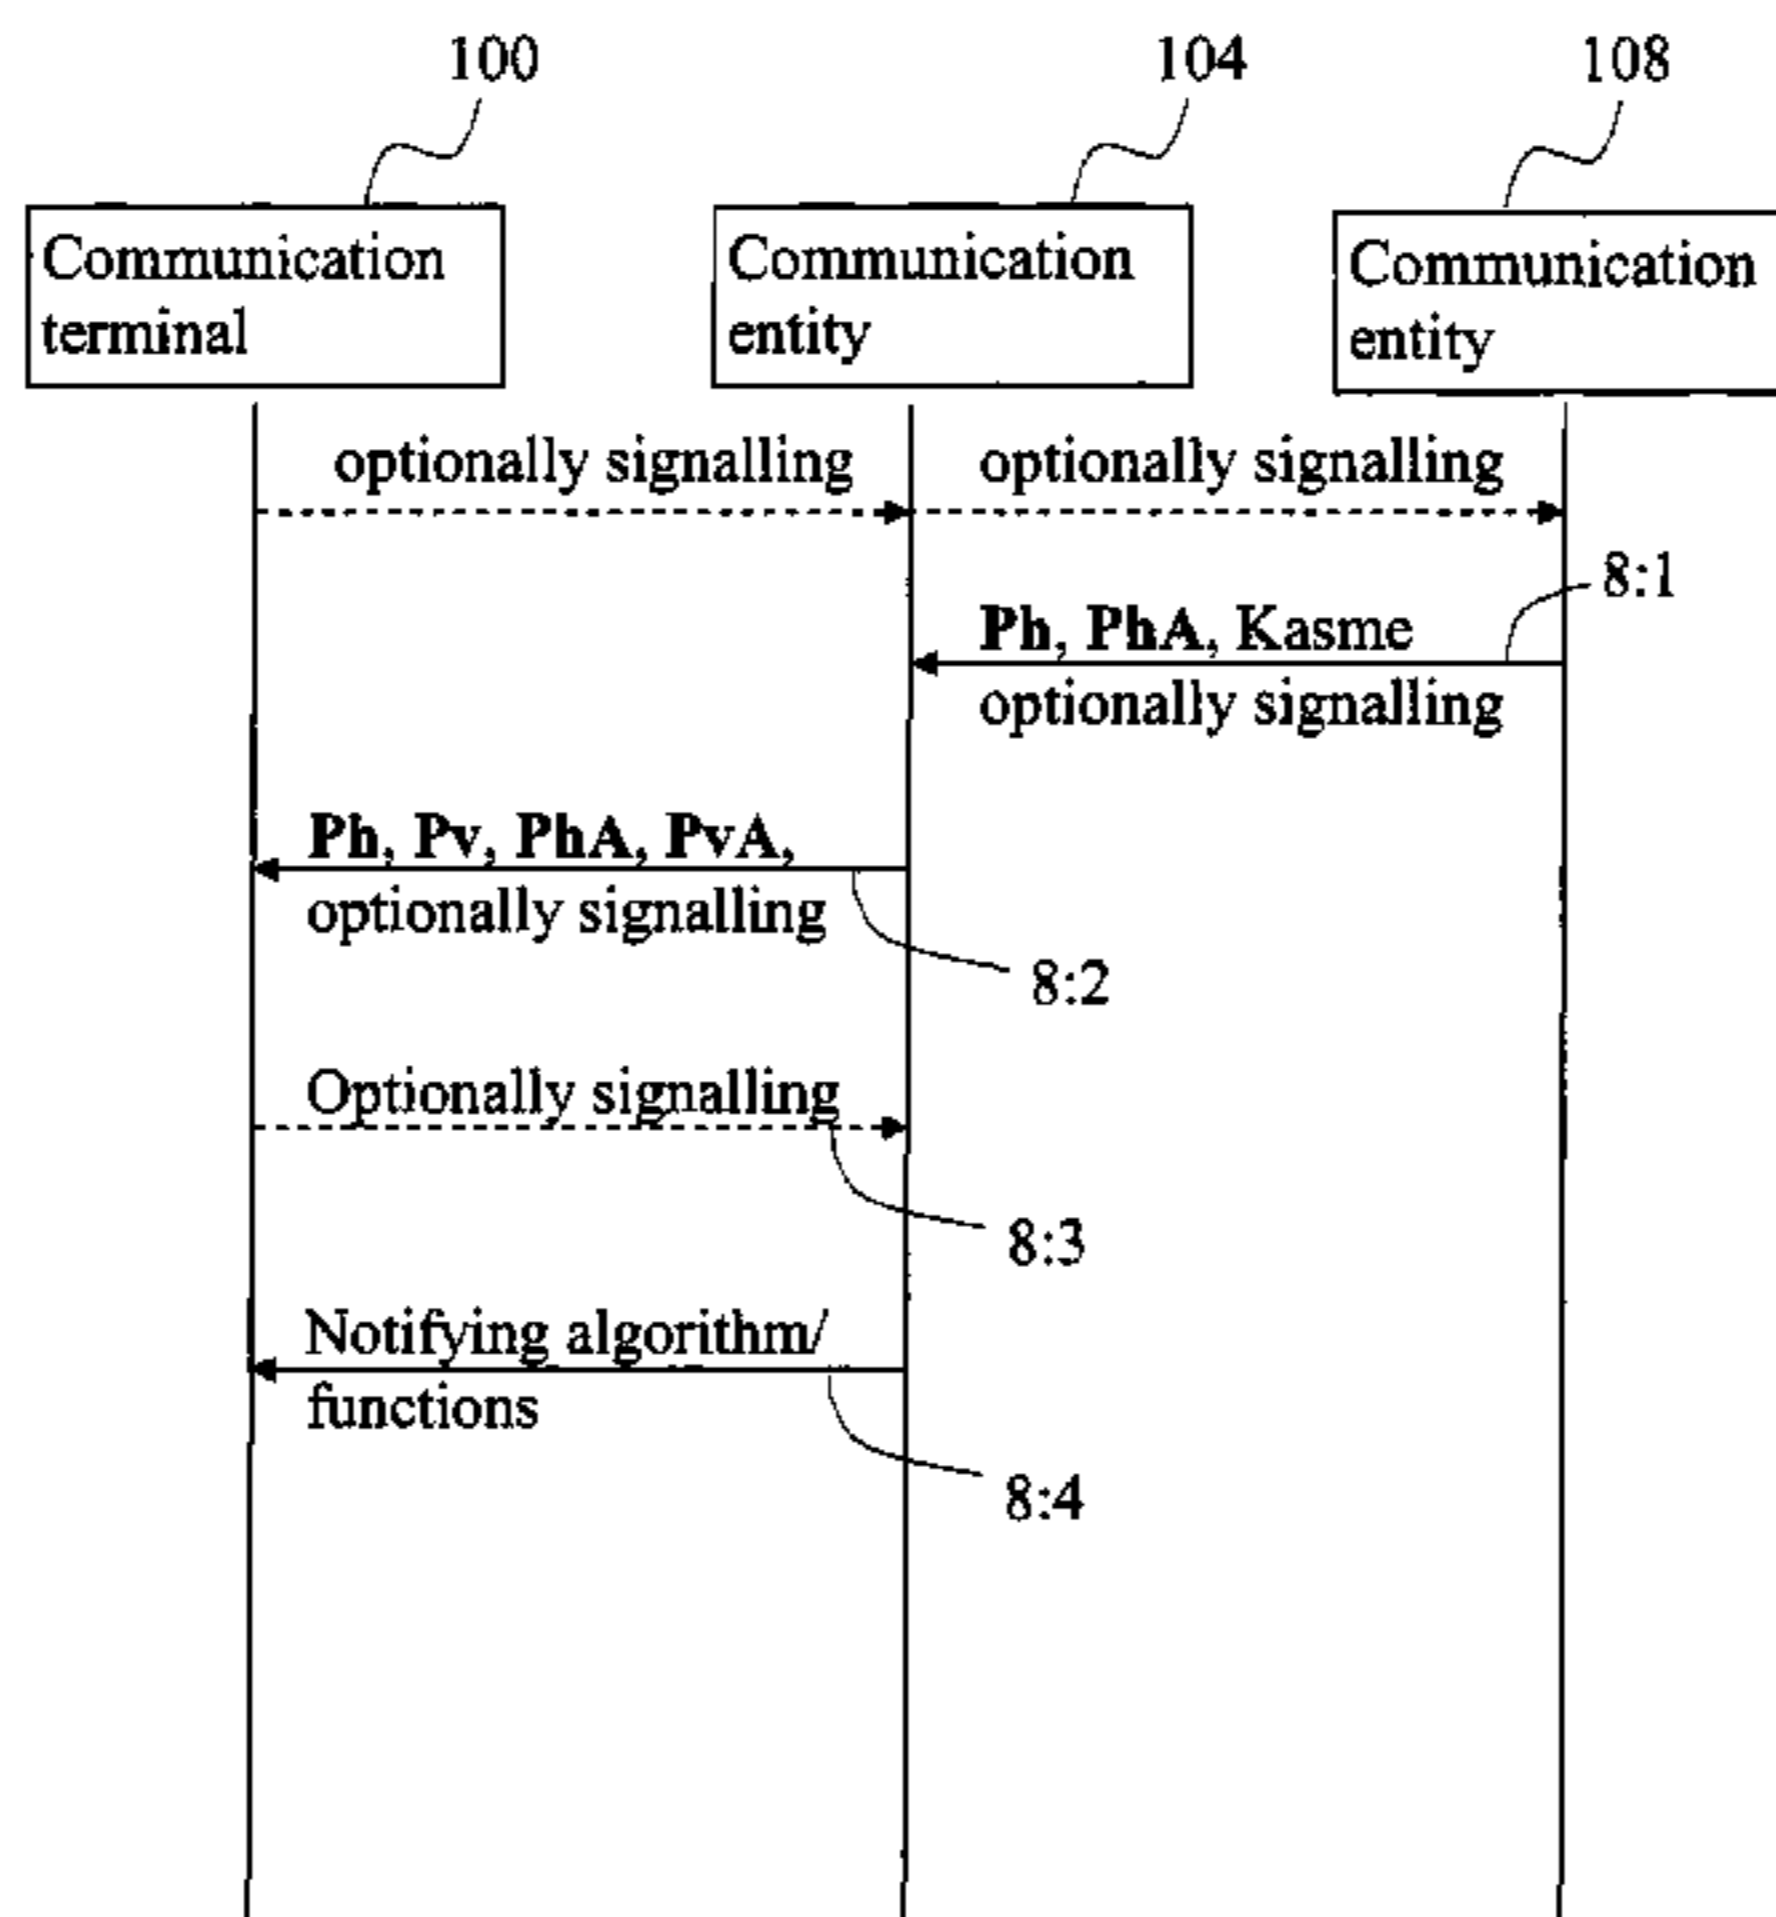 100
104
108
Communication
terminal
Communication
entity
Communication
entity
optionally signalling
optionally signalling
8:1
Ph, PhA, Kasme
optionally signalling
Ph, Pv, PhA, PvA,
optionally signalling
8:2
Optionally signalling
8:3
Notifying algorithm/
functions
8:4